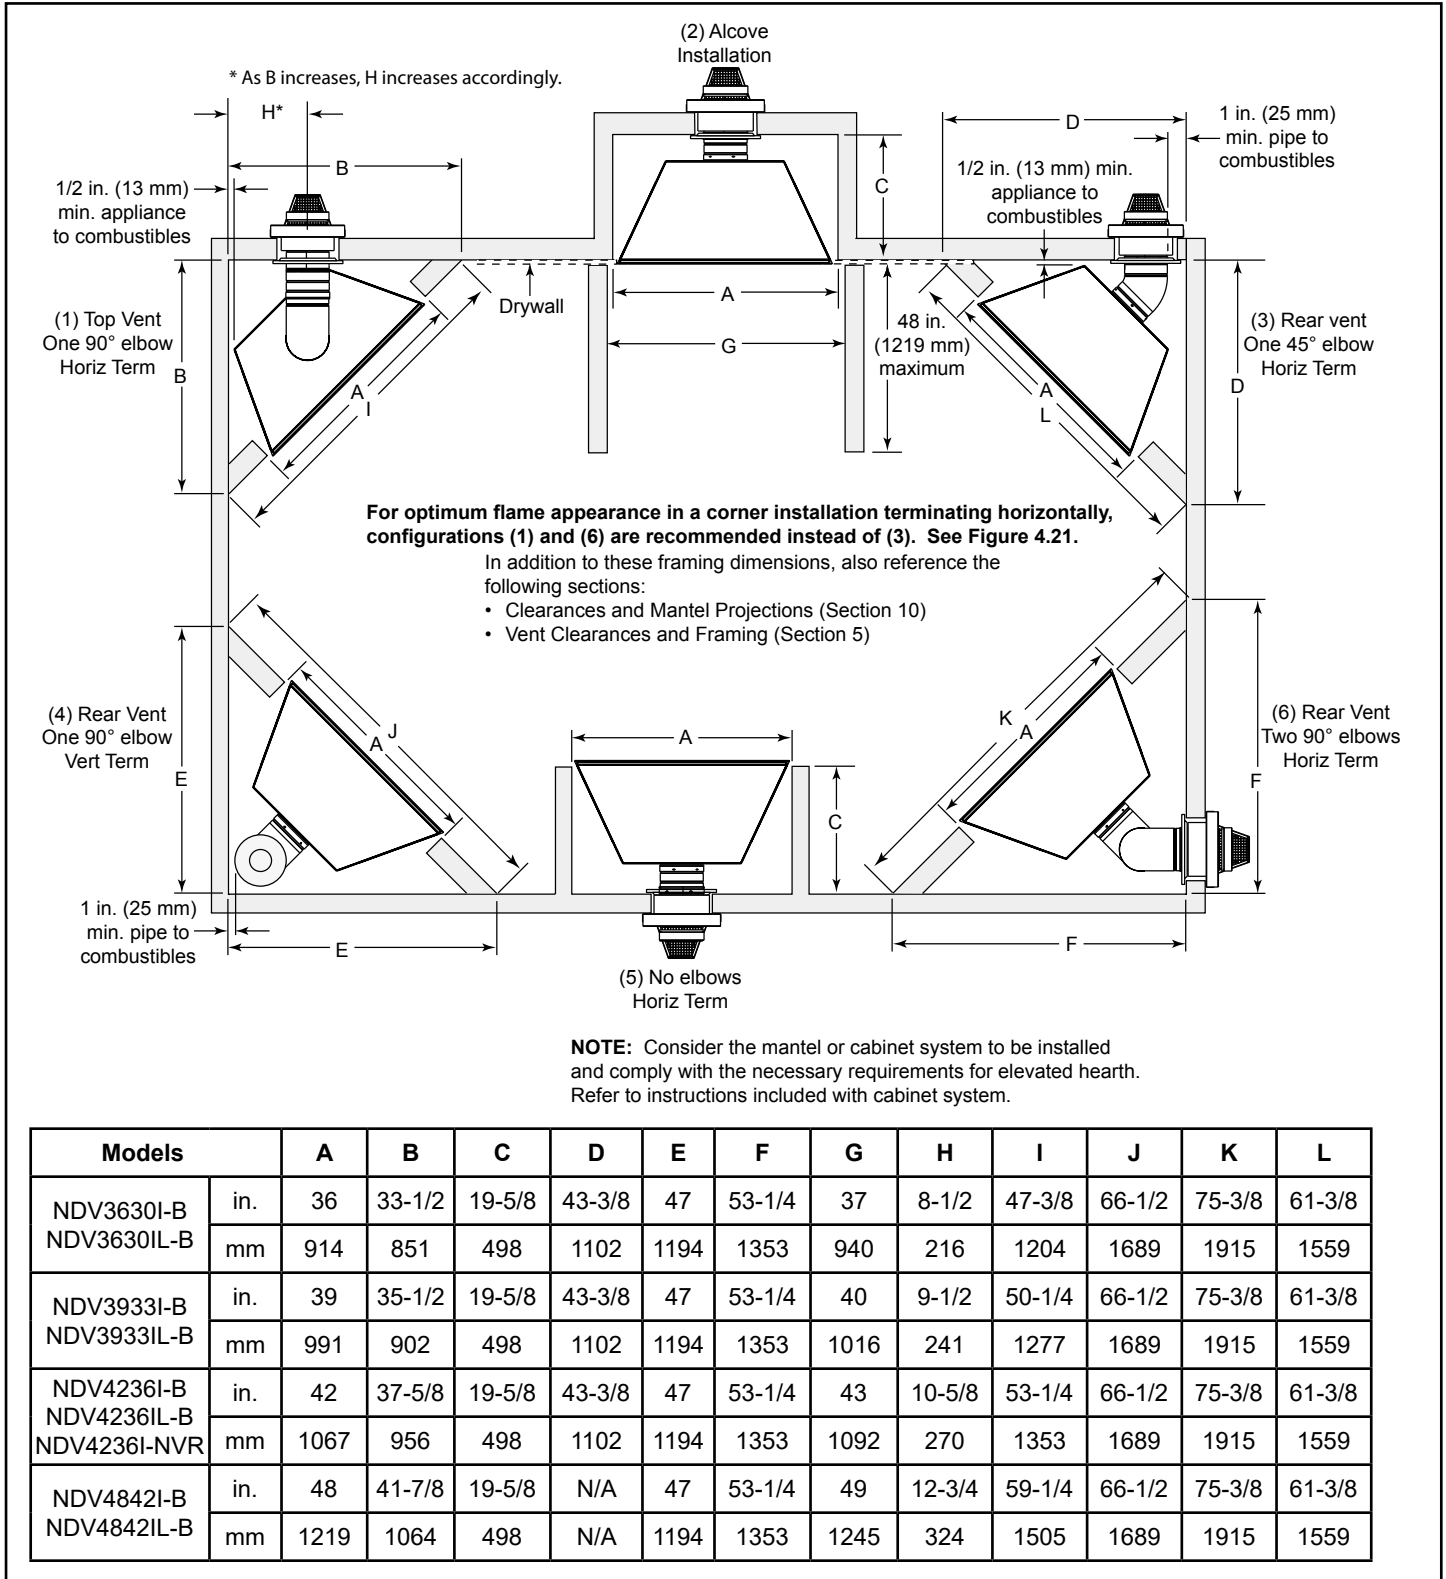 (2) Alcove
Installation
* As B increases, H increases accordingly.
H*
B
1/2 in. (13 mm)
min. appliance
to combustibles
D
1 in. (25 mm)
min. pipe to
combustibles
1/2 in. (13 mm) min.
appliance to
combustibles
C
(1) Top Vent
One 90° elbow
Horiz Term
B
A
I
Drywall
A
G
48 in.
(1219 mm)
maximum
A
L
(3) Rear vent
One 45° elbow
Horiz Term
D
For optimum flame appearance in a corner installation terminating horizontally,
configurations (1) and (6) are recommended instead of (3). See Figure 4.21.
In addition to these framing dimensions, also reference the
following sections:
• Clearances and Mantel Projections (Section 10)
• Vent Clearances and Framing (Section 5)
(4) Rear Vent
One 90° elbow
Vert Term
E
J
A
A
C
K
A
(6) Rear Vent
Two 90° elbows
Horiz Term
F
1 in. (25 mm)
min. pipe to
combustibles
E
F
(5) No elbows
Horiz Term
NOTE: Consider the mantel or cabinet system to be installed
and comply with the necessary requirements for elevated hearth.
Refer to instructions included with cabinet system.
Models A B C D E F G H I J K L
NDV3630I-B
NDV3630IL-B
in. 36 33-1/2 19-5/8 43-3/8 47 53-1/4 37 8-1/2 47-3/8 66-1/2 75-3/8 61-3/8
mm 914 851 498 1102 1194 1353 940 216 1204 1689 1915 1559
NDV3933I-B
NDV3933IL-B
in. 39 35-1/2 19-5/8 43-3/8 47 53-1/4 40 9-1/2 50-1/4 66-1/2 75-3/8 61-3/8
mm 991 902 498 1102 1194 1353 1016 241 1277 1689 1915 1559
NDV4236I-B
NDV4236IL-B
NDV4236I-NVR
in. 42 37-5/8 19-5/8 43-3/8 47 53-1/4 43 10-5/8 53-1/4 66-1/2 75-3/8 61-3/8
mm 1067 956 498 1102 1194 1353 1092 270 1353 1689 1915 1559
NDV4842I-B
NDV4842IL-B
in. 48 41-7/8 19-5/8 N/A 47 53-1/4 49 12-3/4 59-1/4 66-1/2 75-3/8 61-3/8
mm 1219 1064 498 N/A 1194 1353 1245 324 1505 1689 1915 1559